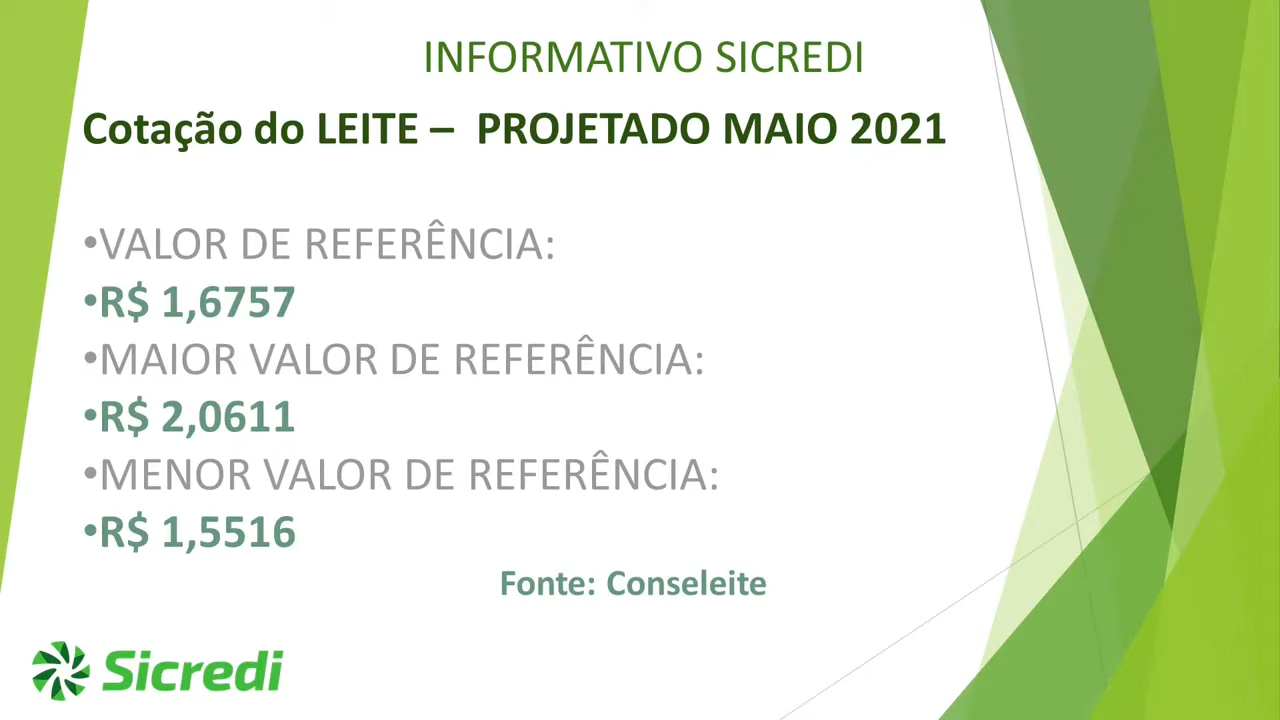 INFORMATIVO SICREDI
Cotação do LEITE – PROJETADO MAIO 2021
•VALOR DE REFERÊNCIA:
•R$ 1,6757
•MAIOR VALOR DE REFERÊNCIA:
•R$ 2,0611
•MENOR VALOR DE REFERÊNCIA:
•R$ 1,5516
Fonte: Conseleite
Sicredi